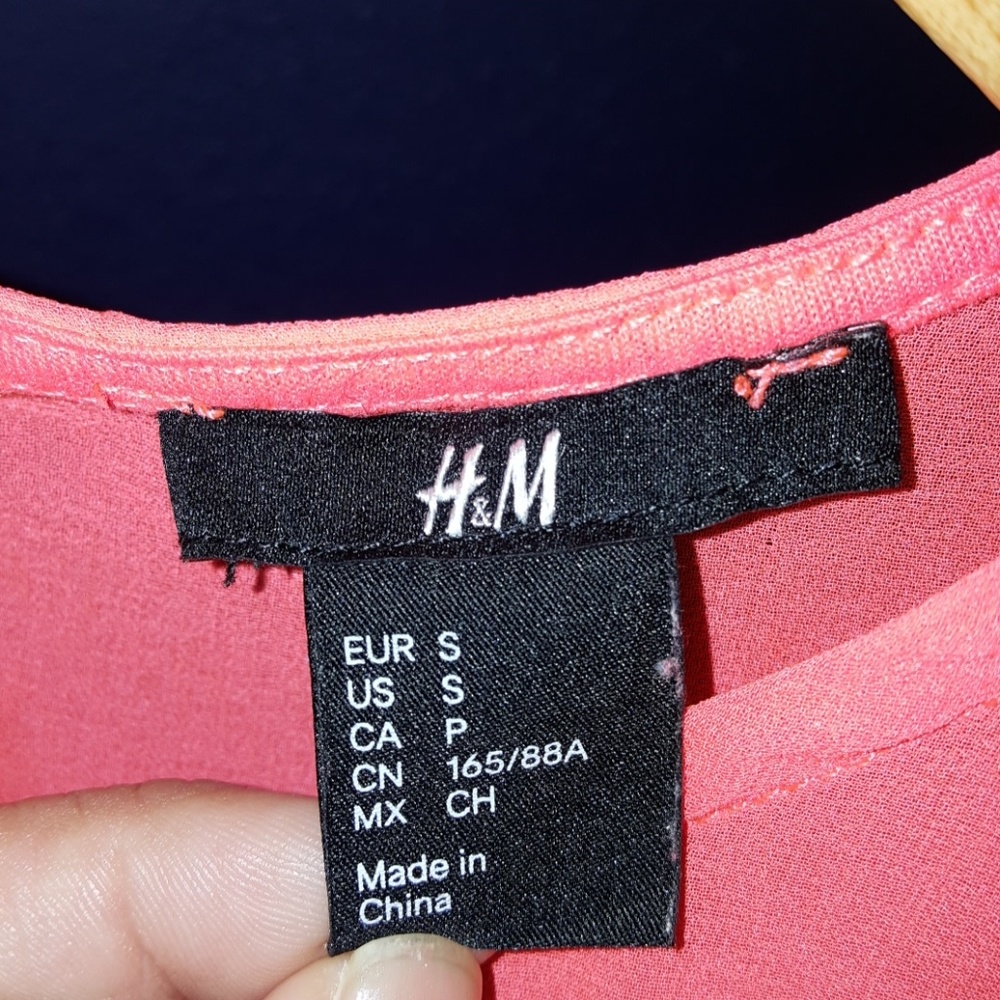 H&M
EUR S
US S
CA P
CN 165/88A
MX CH
Made in
China